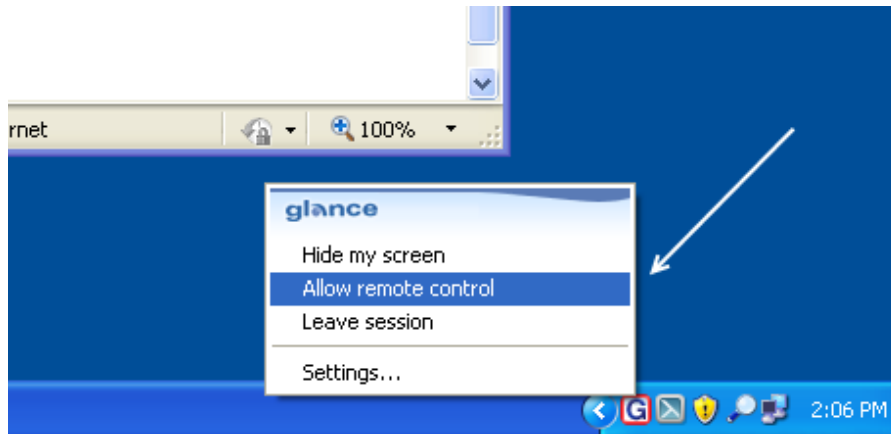 rnet
100%
glance
Hide my screen
Allow remote control
Leave session
Settings...
G
2:06 PM